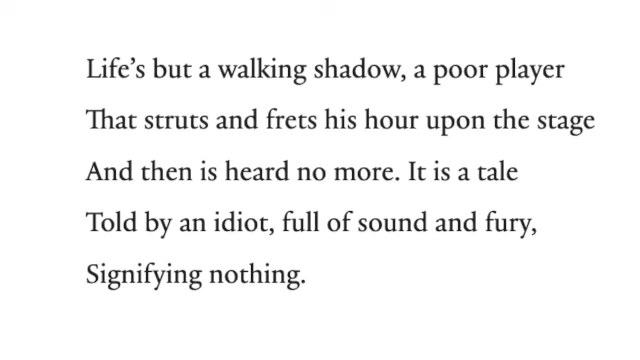 Life’s but a walking shadow, a poor player
That struts and frets his hour upon the stage
And then is heard no more. It is a tale
Told by an idiot, full of sound and fury,
Signifying nothing.